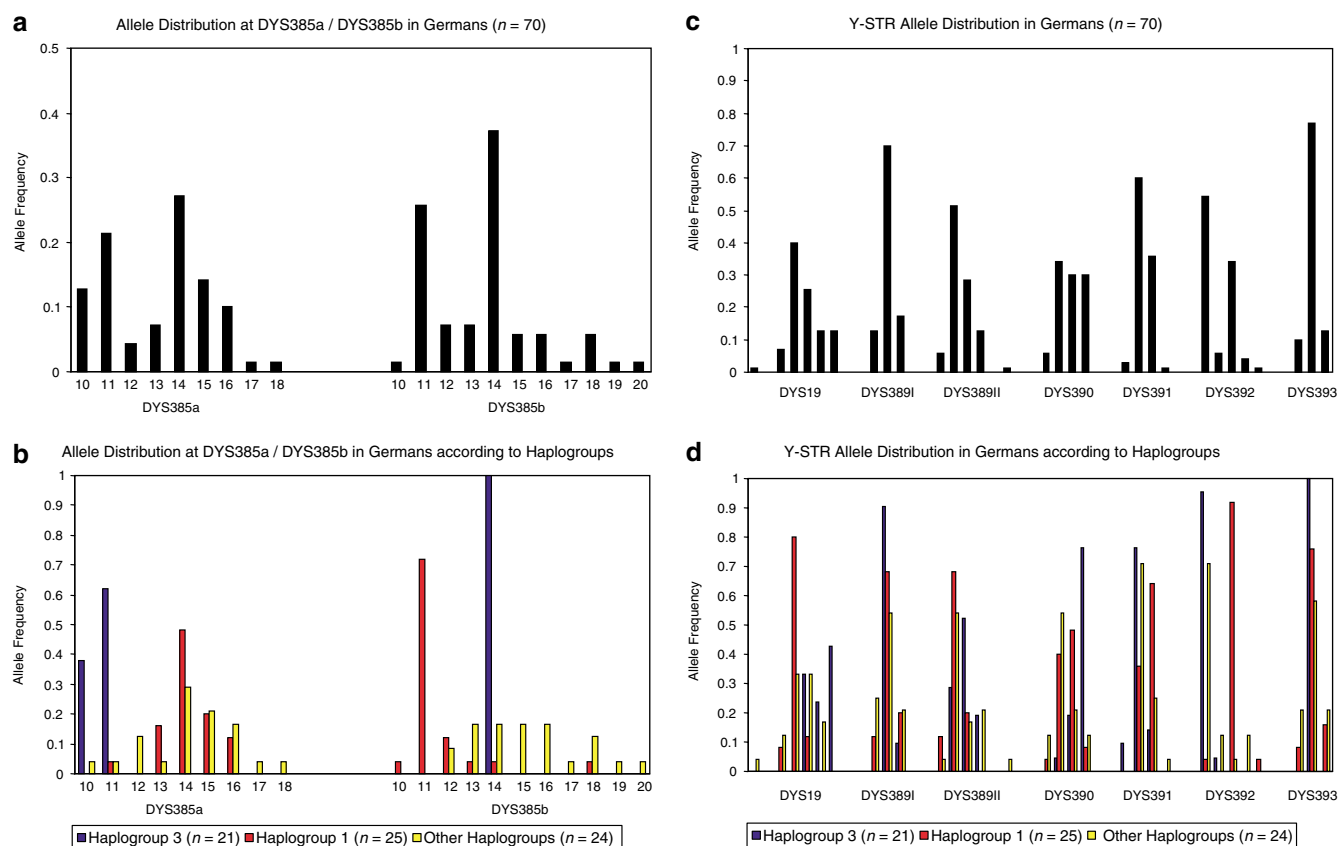 a
Allele Distribution at DYS385a / DYS385b in Germans (n = 70)
0.5
0.4
0.3
0.2
0.1
0
Allele Frequency
10 11 12 13 14 15 16 17 18 10 11 12 13 14 15 16 17 18 19 20
DYS385a DYS385b
c
Y-STR Allele Distribution in Germans (n = 70)
1
0.9
0.8
0.7
0.6
0.5
0.4
0.3
0.2
0.1
0
Allele Frequency
DYS19 DYS389I DYS389II DYS390 DYS391 DYS392 DYS393
b
Allele Distribution at DYS385a / DYS385b in Germans according to Haplogroups
1
0.9
0.8
0.7
0.6
0.5
0.4
0.3
0.2
0.1
0
Allele Frequency
10 11 12 13 14 15 16 17 18 10 11 12 13 14 15 16 17 18 19 20
DYS385a DYS385b
Haplogroup 3 (n = 21) Haplogroup 1 (n = 25) Other Haplogroups (n = 24)
d
Y-STR Allele Distribution in Germans according to Haplogroups
1
0.9
0.8
0.7
0.6
0.5
0.4
0.3
0.2
0.1
0
Allele Frequency
DYS19 DYS389I DYS389II DYS390 DYS391 DYS392 DYS393
Haplogroup 3 (n = 21) Haplogroup 1 (n = 25) Other Haplogroups (n = 24)